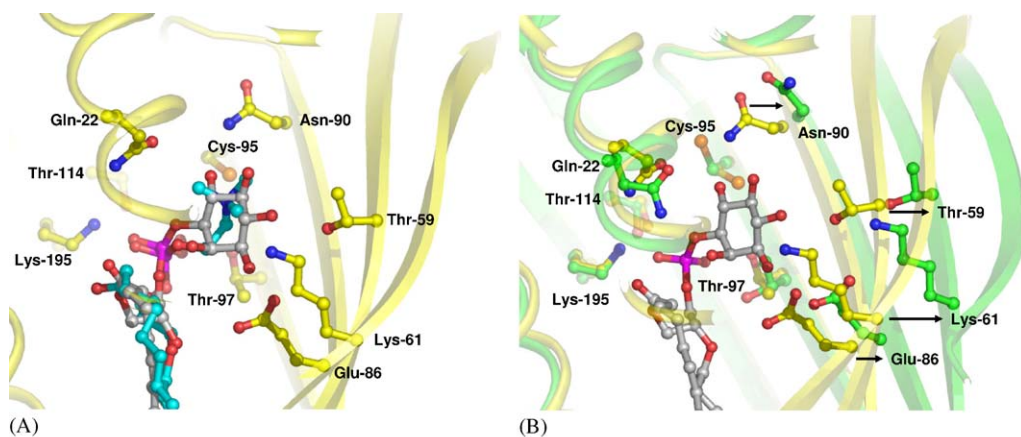 Gln-22
Asn-90
Cys-95
Thr-114
Thr-59
Lys-195
Thr-97
Lys-61
Glu-86
(A)
Asn-90
Cys-95
Gln-22
Thr-114
Thr-59
Lys-195
Thr-97
Lys-61
Glu-86
(B)